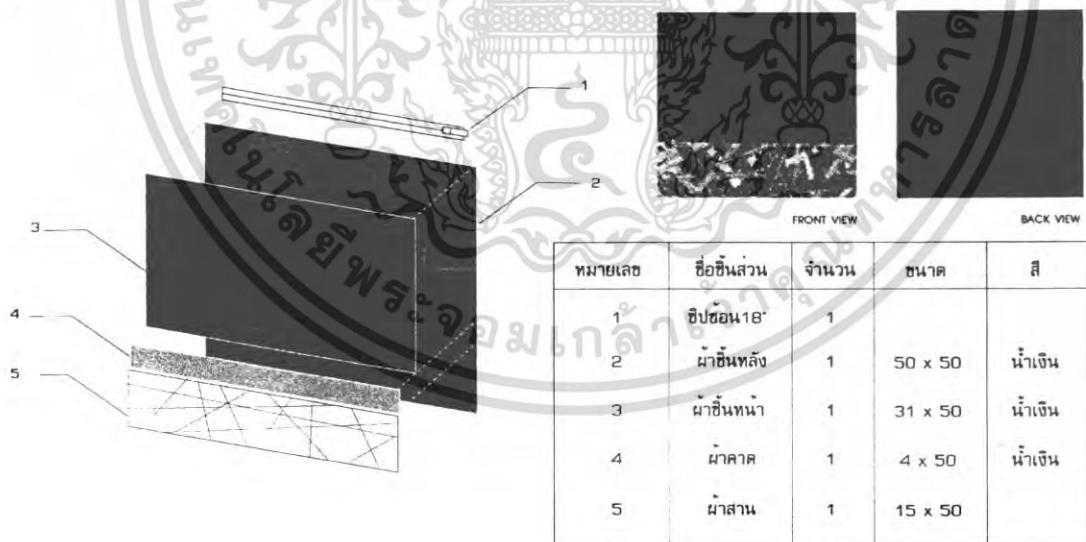 1
2
3
4
5
FRONT VIEW
BACK VIEW
หมายเลข ชื่อชิ้นส่วน จำนวน ขนาด สี
1 ซิปซ้อน18" 1
2 ผ้าชิ้นหลัง 1 50 x 50 น้ำเงิน
3 ผ้าชิ้นหน้า 1 31 x 50 น้ำเงิน
4 ผ้าคาด 1 4 x 50 น้ำเงิน
5 ผ้าสาน 1 15 x 50